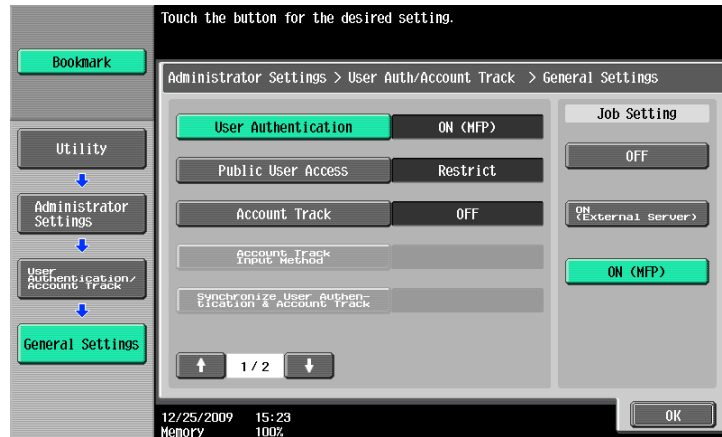 Touch the button for the desired setting.
Bookmark
Administrator Settings > User Auth/Account Track > General Settings
Utility
Administrator
Settings
User
Authentication/
Account Track
General Settings
User Authentication
ON (MFP)
Public User Access
Restrict
Account Track
OFF
Account Track
Input Method
Synchronize User Authen-
tication & Account Track
1/2
Job Setting
OFF
ON
(External Server)
ON (MFP)
12/25/2009 15:23
Memory 100%
OK